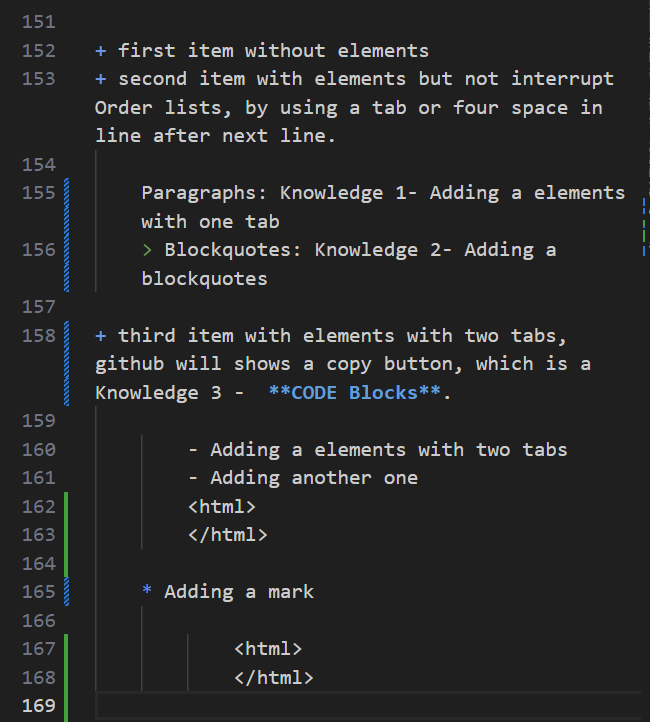 151
152 + first item without elements
153 + second item with elements but not interrupt
Order lists, by using a tab or four space in
line after next line.
154
155 Paragraphs: Knowledge 1- Adding a elements
with one tab
156 > Blockquotes: Knowledge 2- Adding a
blockquotes
157
158 + third item with elements with two tabs,
github will shows a copy button, which is a
Knowledge 3 -  **CODE Blocks**.
159
160 - Adding a elements with two tabs
161 - Adding another one
162 <html>
163 </html>
164
165 * Adding a mark
166
167 <html>
168 </html>
169